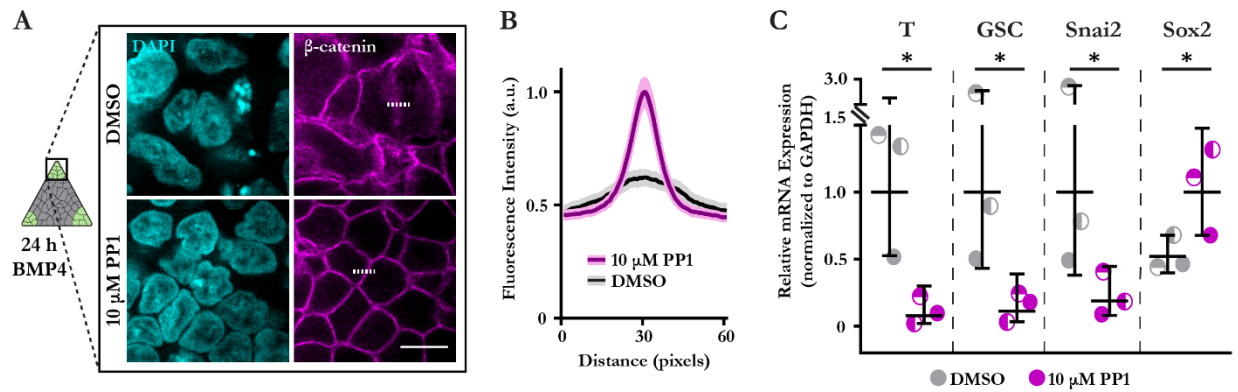 A
DAPI
β-catenin
DMSO
10 μM PP1
24 h
BMP4
B
Fluorescence Intensity (a.u.)
1.0
0.5
0
10 μM PP1
DMSO
0
30
60
Distance (pixels)
C
T
GSC
Snai2
Sox2
*
*
*
*
Relative mRNA Expression
(normalized to GAPDH)
3.0
1.5
1.0
0.5
0
DMSO
10 μM PP1